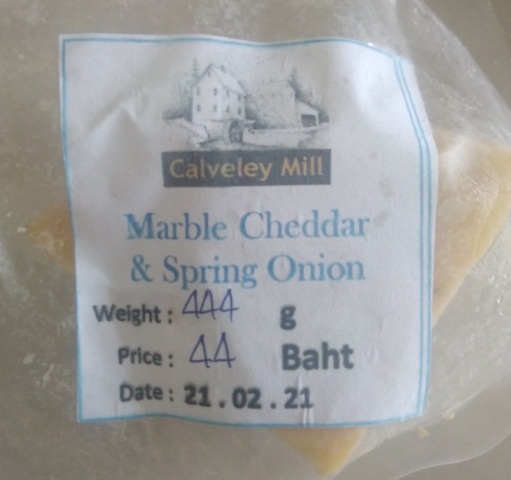 Calveley Mill
Marble Cheddar
& Spring Onion
Weight: 444 g
Price: 44 Baht
Date: 21.02.21